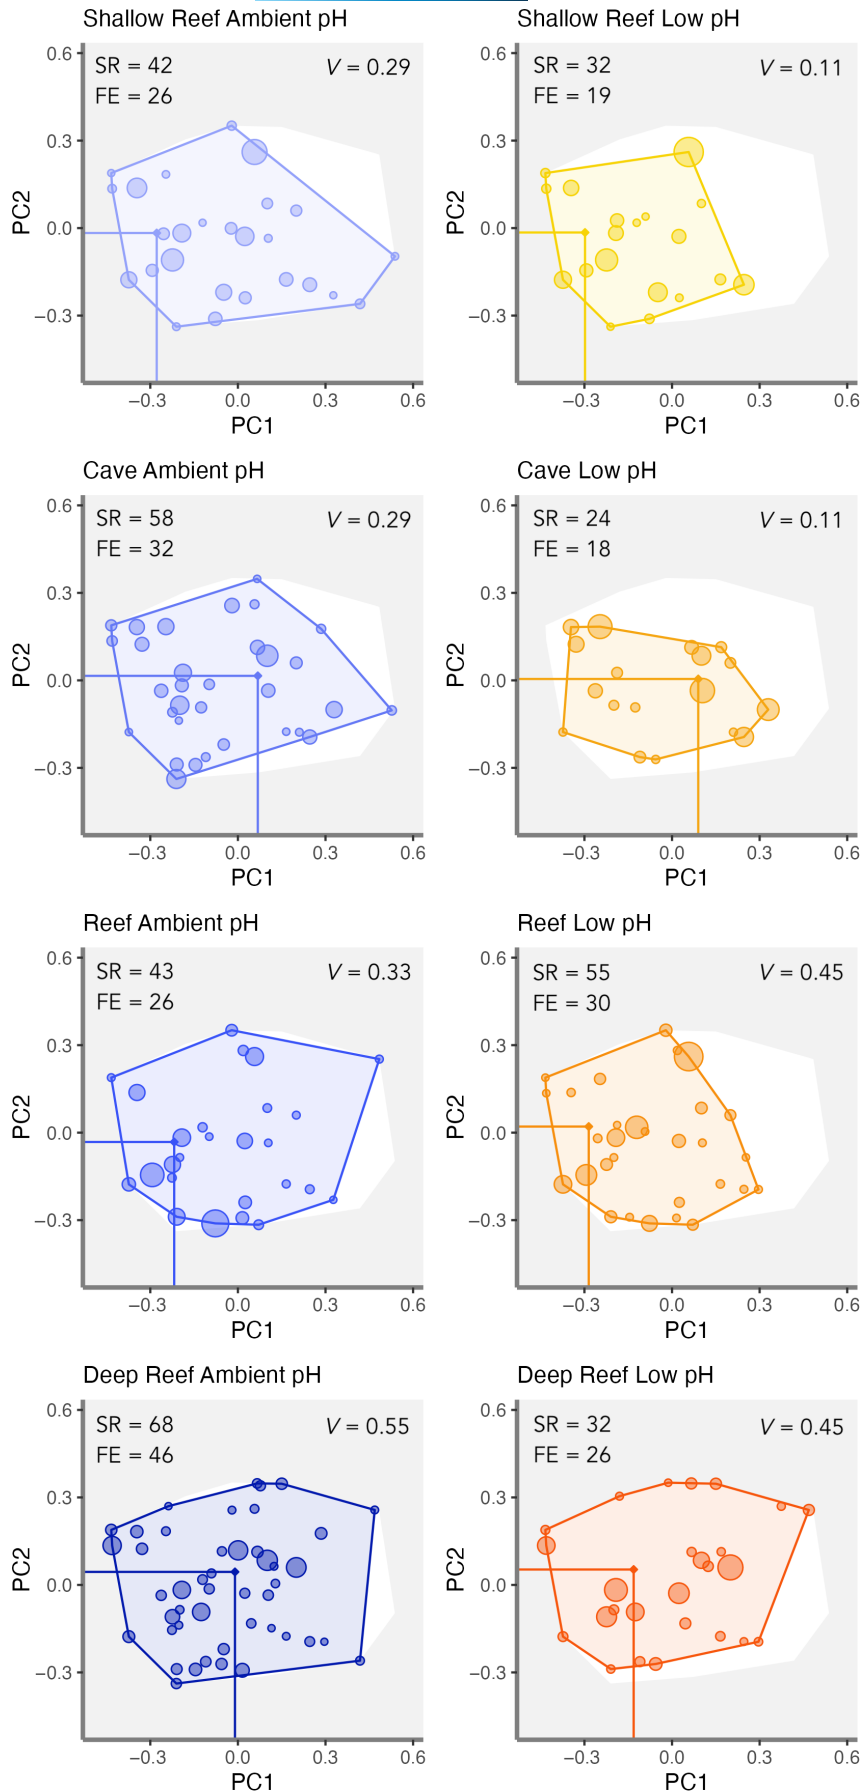 Shallow Reef Ambient pH
SR = 42
V = 0.29
FE = 26
0.6
0.3
0.0
−0.3
PC2
−0.3
0.0
0.3
0.6
PC1
Shallow Reef Low pH
SR = 32
V = 0.11
FE = 19
0.6
0.3
0.0
−0.3
PC2
−0.3
0.0
0.3
0.6
PC1
Cave Ambient pH
SR = 58
V = 0.29
FE = 32
0.6
0.3
0.0
−0.3
PC2
−0.3
0.0
0.3
0.6
PC1
Cave Low pH
SR = 24
V = 0.11
FE = 18
0.6
0.3
0.0
−0.3
PC2
−0.3
0.0
0.3
0.6
PC1
Reef Ambient pH
SR = 43
V = 0.33
FE = 26
0.6
0.3
0.0
−0.3
PC2
−0.3
0.0
0.3
0.6
PC1
Reef Low pH
SR = 55
V = 0.45
FE = 30
0.6
0.3
0.0
−0.3
PC2
−0.3
0.0
0.3
0.6
PC1
Deep Reef Ambient pH
SR = 68
V = 0.55
FE = 46
0.6
0.3
0.0
−0.3
PC2
−0.3
0.0
0.3
0.6
PC1
Deep Reef Low pH
SR = 32
V = 0.45
FE = 26
0.6
0.3
0.0
−0.3
PC2
−0.3
0.0
0.3
0.6
PC1